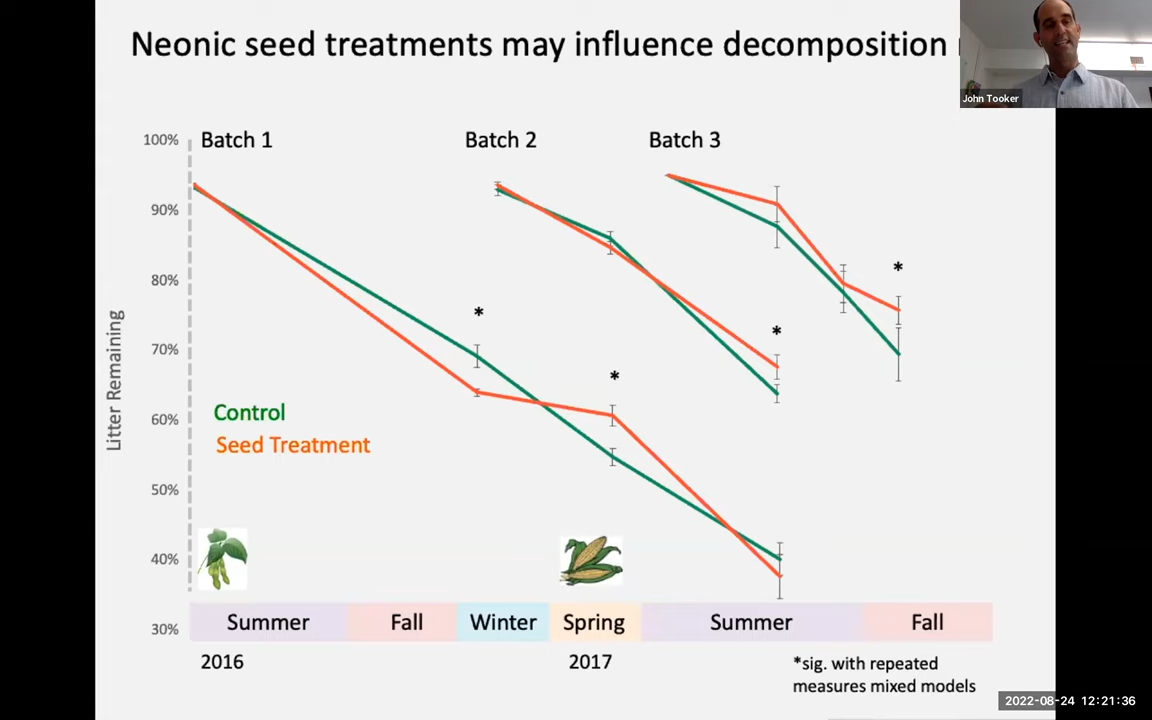 Neonic seed treatments may influence decomposition
John Tooker
100%
Batch 1
Batch 2
Batch 3
90%
80%
*
*
*
*
70%
Litter Remaining
60%
Control
Seed Treatment
50%
40%
30%
Summer
Fall
Winter
Spring
Summer
Fall
2016
2017
*sig. with repeated
measures mixed models
2022-08-24 12:21:36